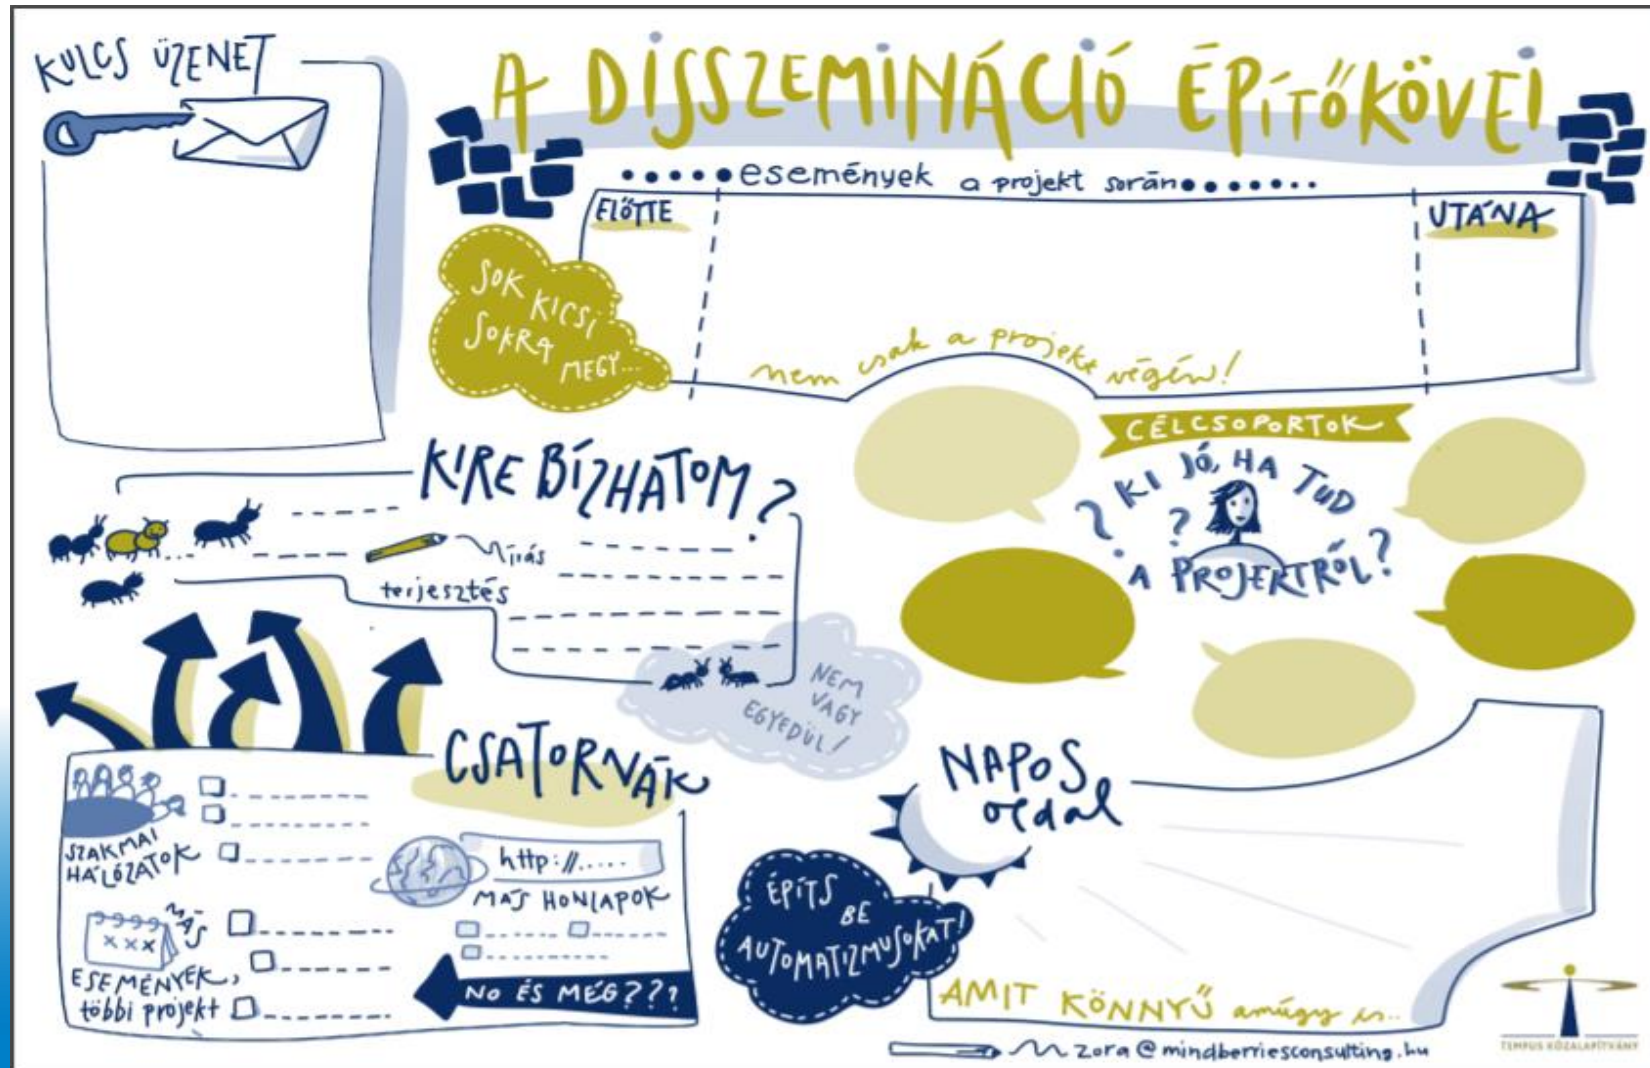 KULCS ÜZENET
A DISSZEMINÁCIÓ ÉPÍTŐKÖVEI
események a projekt során
ELŐTTE
UTÁNA
SOK KICSI
SOKRA
MEGY...
nem csak a projekt végén!
KIRE BÍZHATOM?
írás
terjesztés
NEM
VAGY
EGYEDÜL!
CÉLCSOPORTOK
? KI JÓ, HA TUD
?
A PROJEKTRŐL?
CSATORNÁK
SZAKMAI
HÁLÓZATOK
http://.....
MÁS HONLAPOK
MÁS
ESEMÉNYEK,
többi projekt
NO ÉS MÉG???
NAPOS
oldal
ÉPÍTS
BE
AUTOMATIZMUSOKAT!
AMIT KÖNNYŰ amúgy is..
zora@mindberriesconsulting.hu
TEMPUS KÖZALAPÍTVÁNY